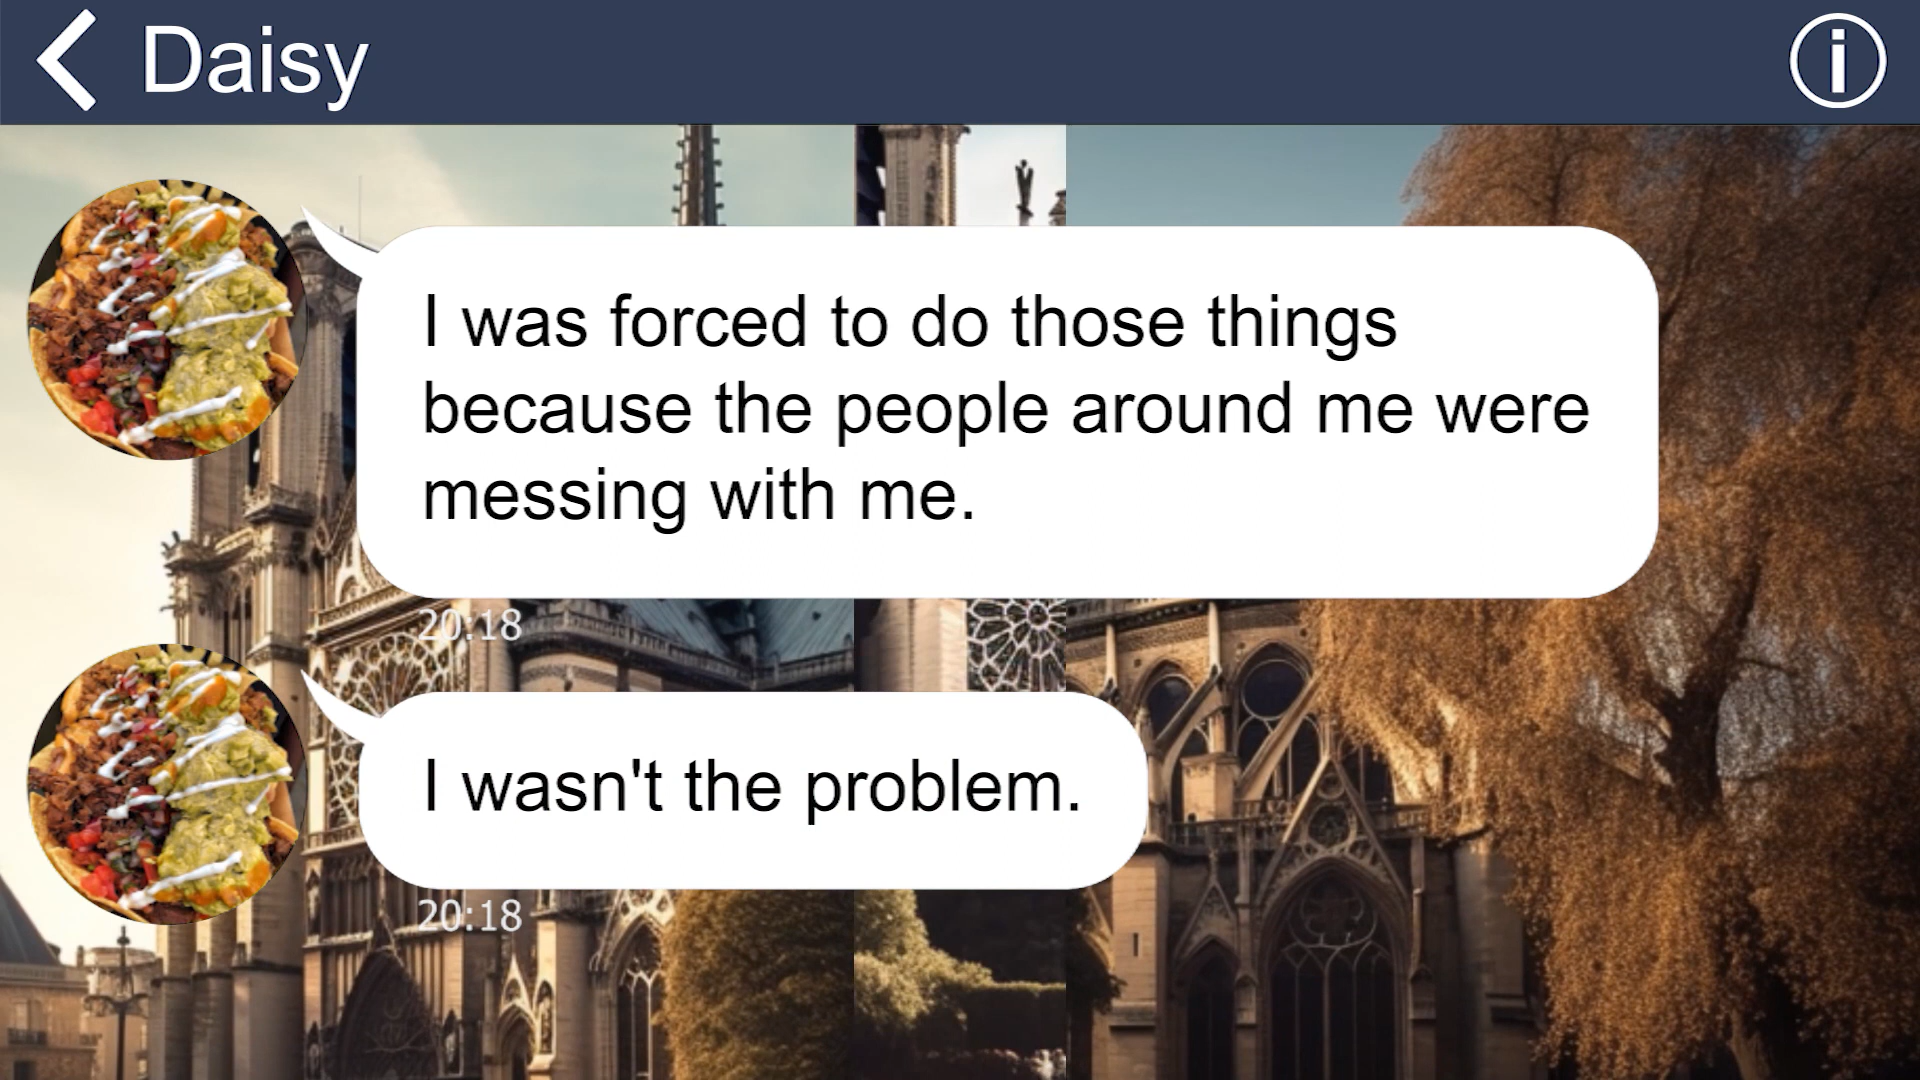 Daisy
I was forced to do those things
because the people around me were
messing with me.
20:18
I wasn't the problem.
20:18